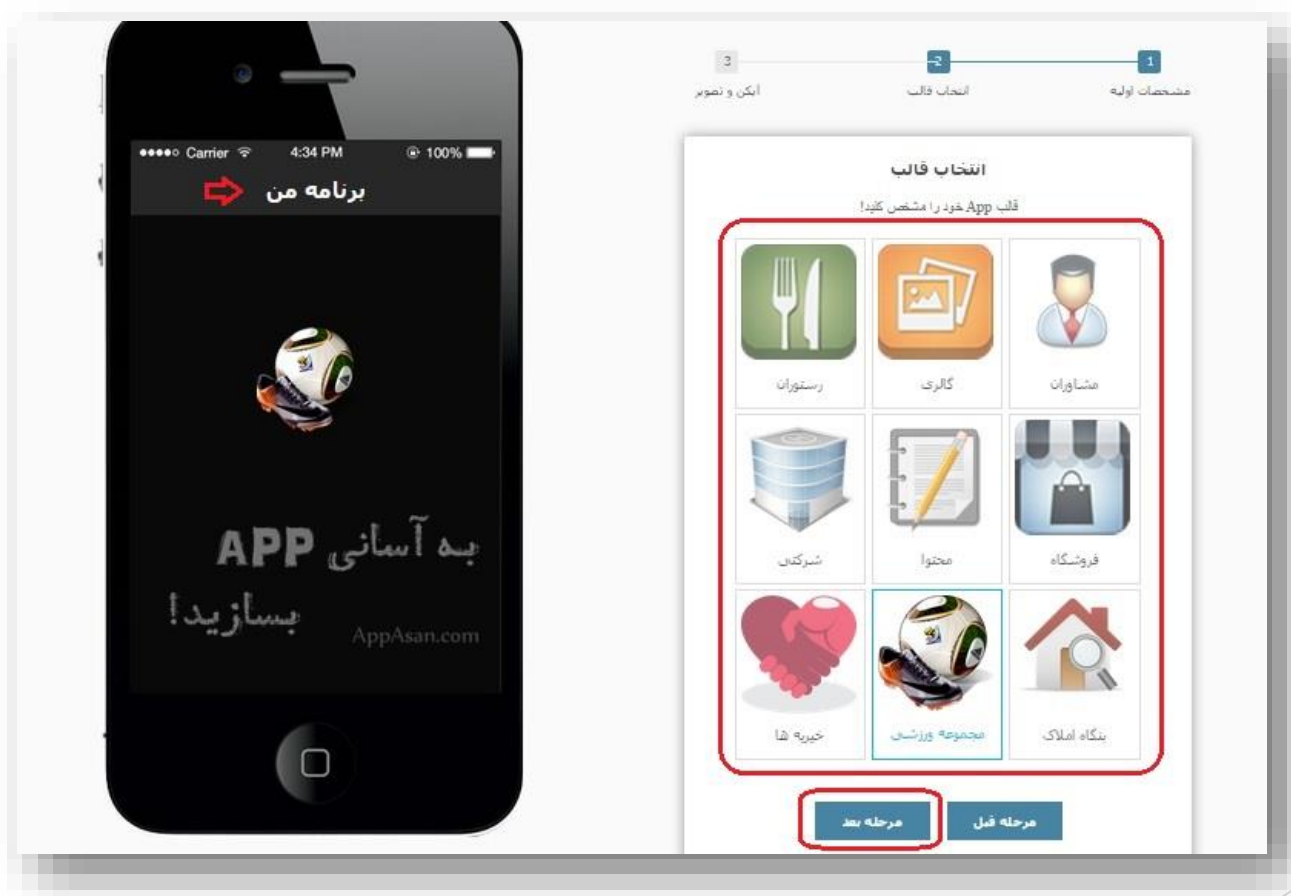 ●●●●○ Carrier 4:34 PM 100%
برنامه من
به آسانی APP
بسازید!
AppAsan.com
1 2 3
مشخصات اولیه انتخاب قالب آیکن و تصویر
انتخاب قالب
قالب App خود را مشخص کنید!
مشاوران گالری رستوران
فروشگاه محتوا شرکتی
بنگاه املاک مجموعه ورزشی خیریه ها
مرحله قبل مرحله بعد